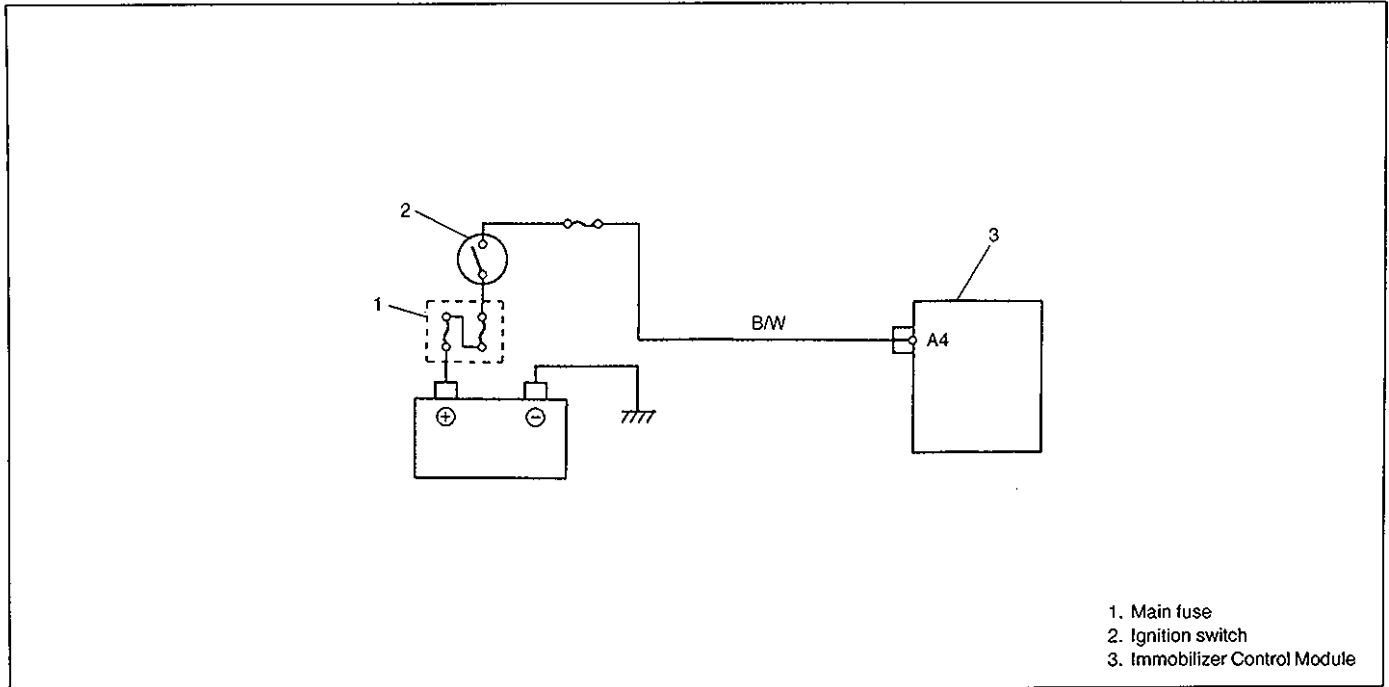 2
3
1
B/W
A4
⊕
⊖
1. Main fuse
2. Ignition switch
3. Immobilizer Control Module